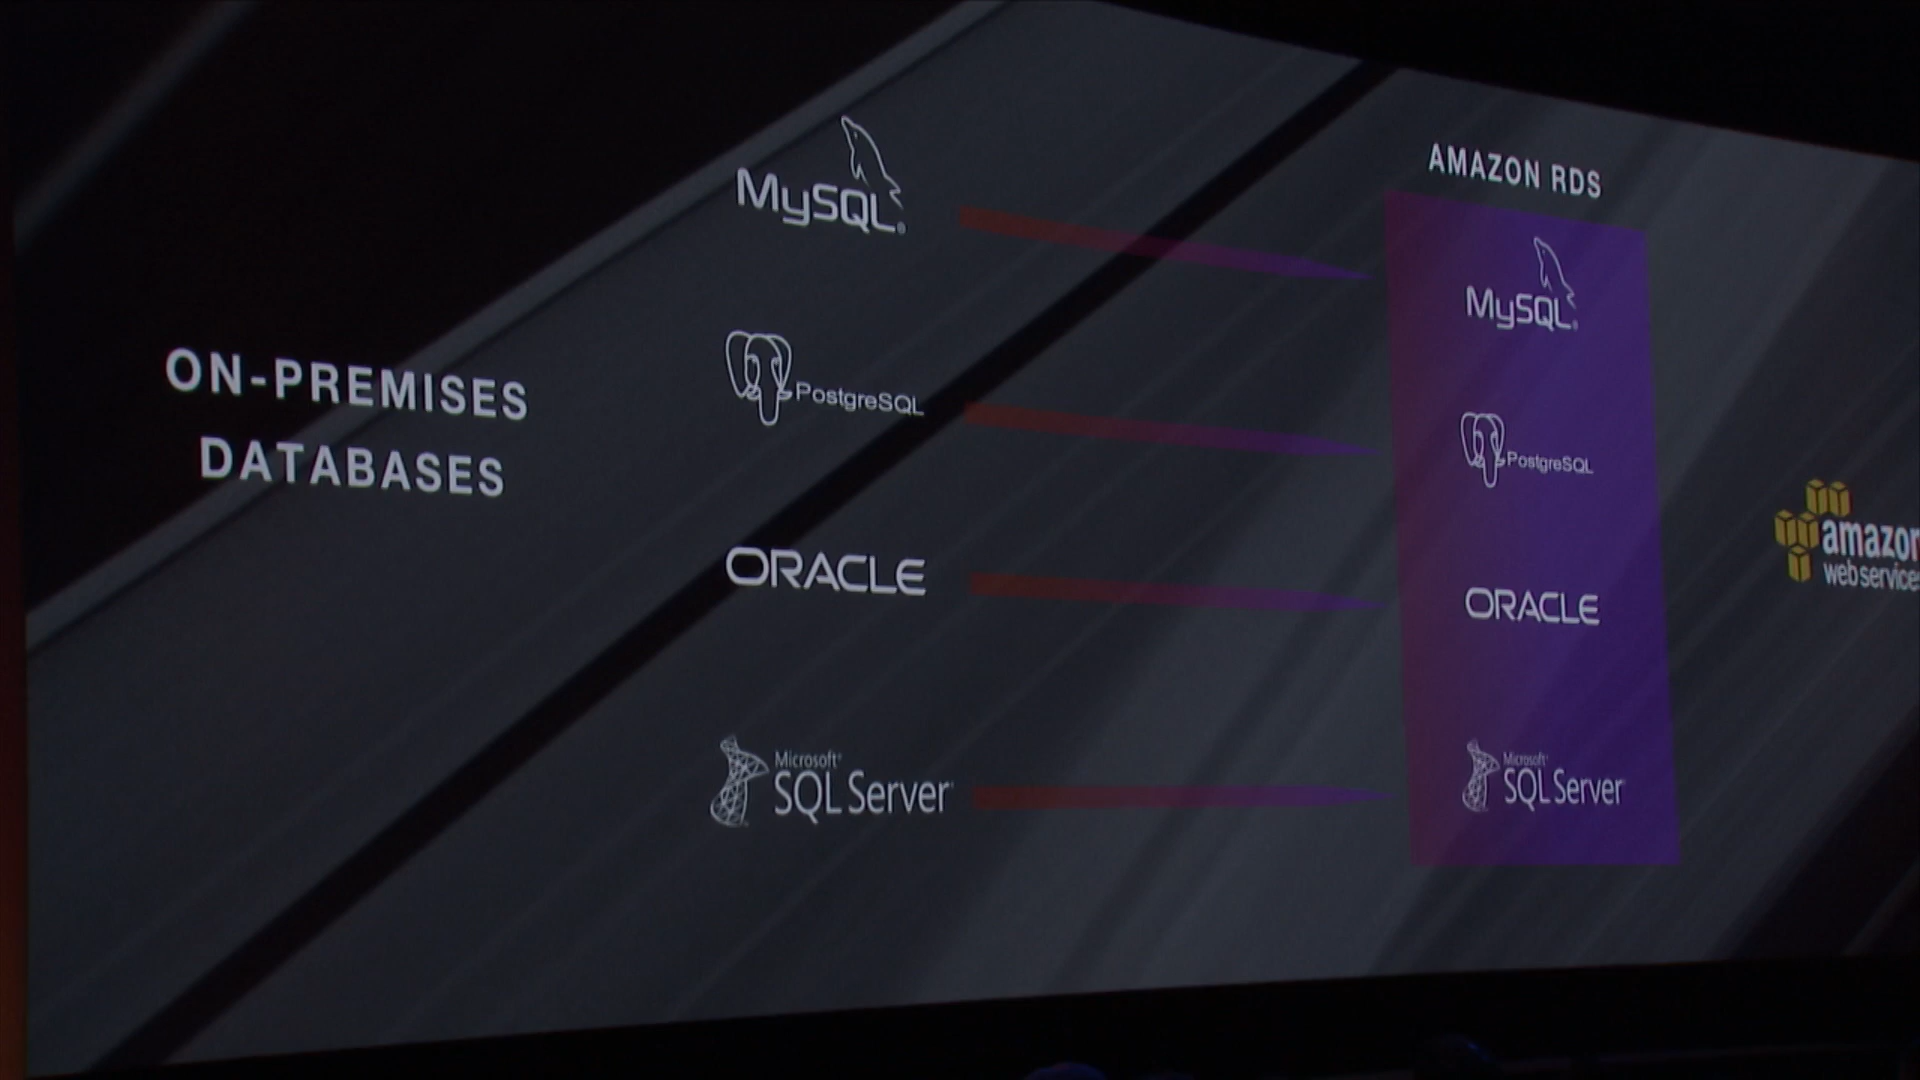 ON-PREMISES
DATABASES
MySQL®
PostgreSQL
ORACLE
Microsoft®
SQL Server
AMAZON RDS
MySQL®
PostgreSQL
ORACLE
Microsoft®
SQL Server
amazon
web services